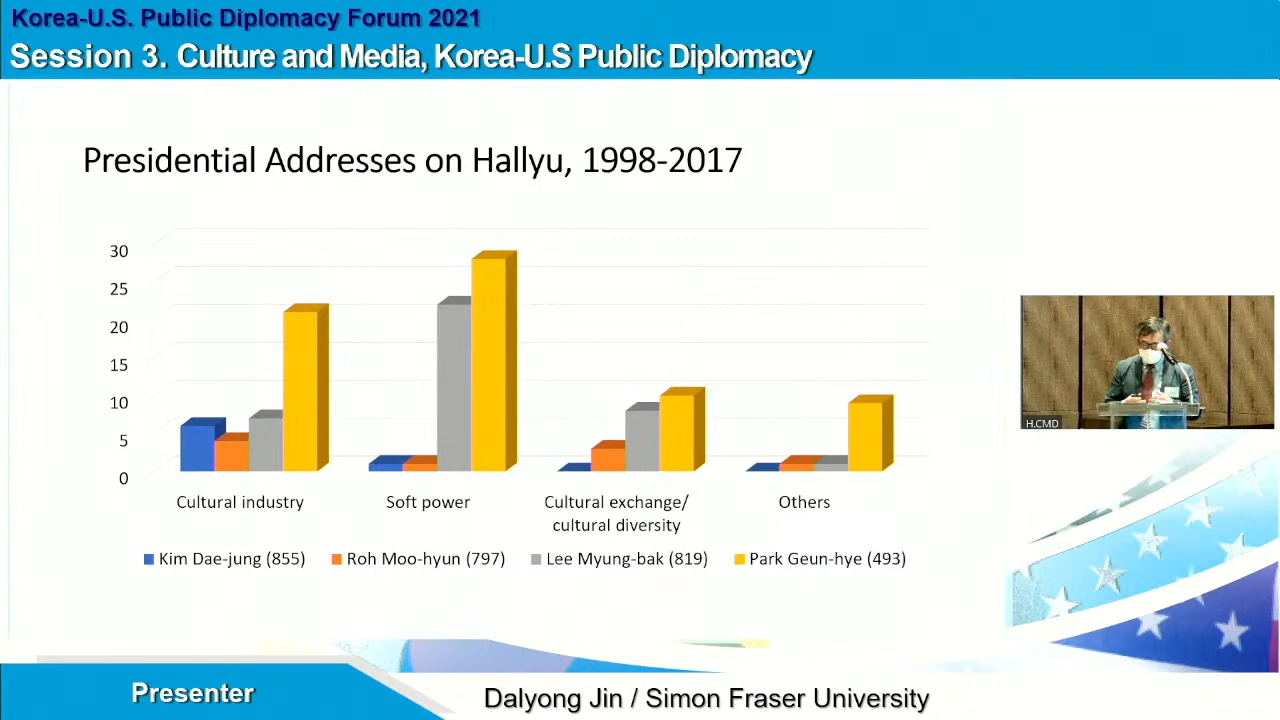 Korea-U.S. Public Diplomacy Forum 2021
Session 3. Culture and Media, Korea-U.S Public Diplomacy
Presidential Addresses on Hallyu, 1998-2017
30
25
20
15
10
5
0
Cultural industry
Soft power
Cultural exchange/
cultural diversity
Others
Kim Dae-jung (855)
Roh Moo-hyun (797)
Lee Myung-bak (819)
Park Geun-hye (493)
H.CMD
Presenter
Dalyong Jin / Simon Fraser University